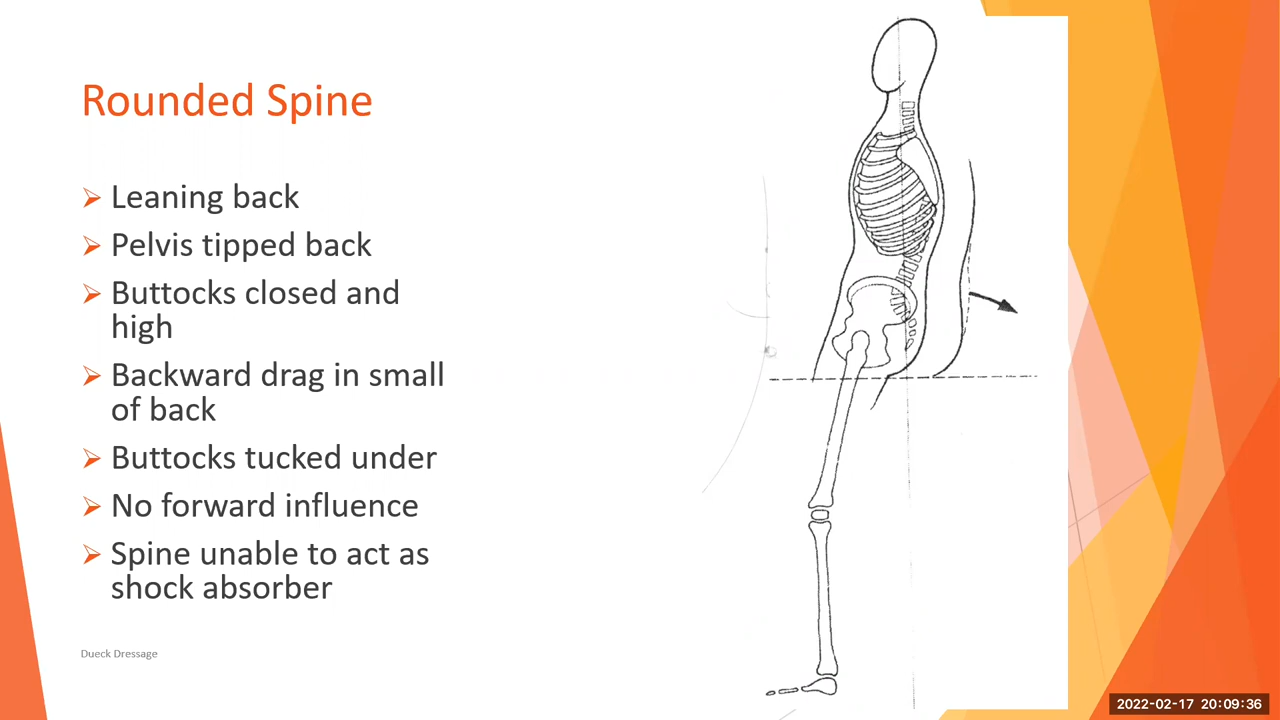 Rounded Spine
Leaning back
Pelvis tipped back
Buttocks closed and
high
Backward drag in small
of back
Buttocks tucked under
No forward influence
Spine unable to act as
shock absorber
Dueck Dressage
2022-02-17 20:09:36